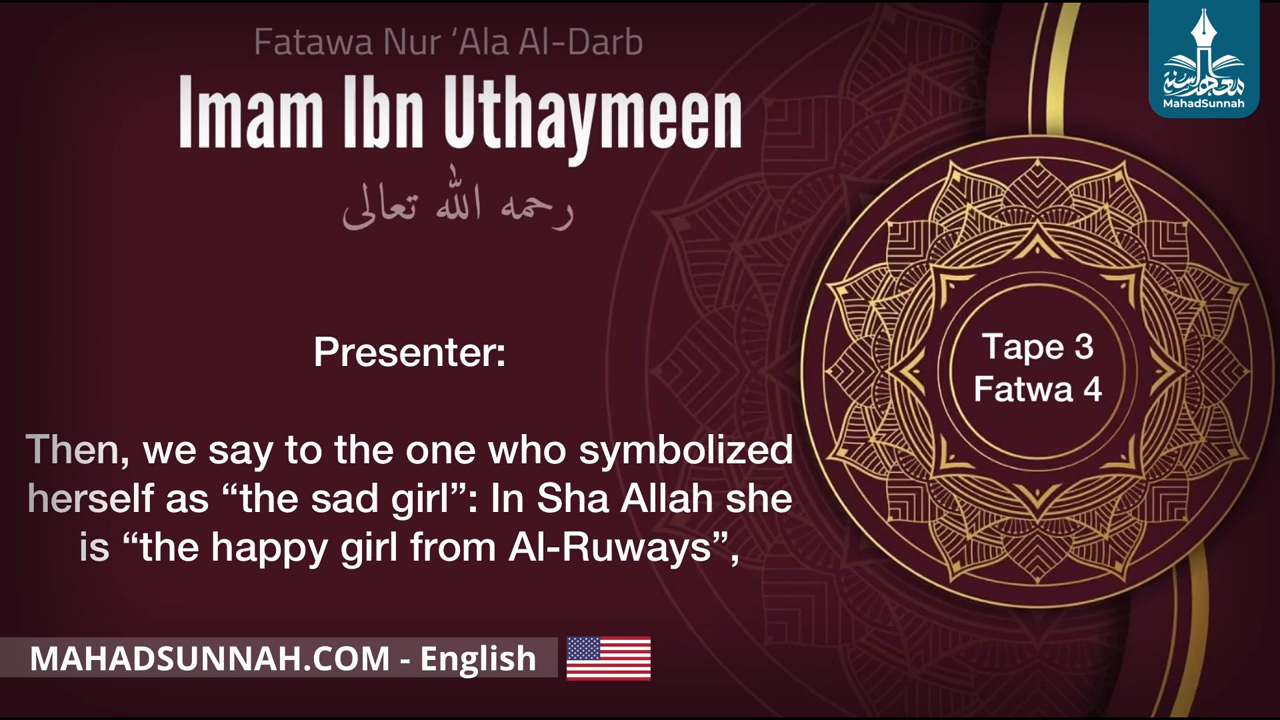 Fatawa Nur ‘Ala Al-Darb
Imam Ibn Uthaymeen
رحمه الله تعالى
معهد سنة
MahadSunnah
Presenter:
Then, we say to the one who symbolized
herself as “the sad girl”: In Sha Allah she
is “the happy girl from Al-Ruways”,
Tape 3
Fatwa 4
MAHADSUNNAH.COM - English